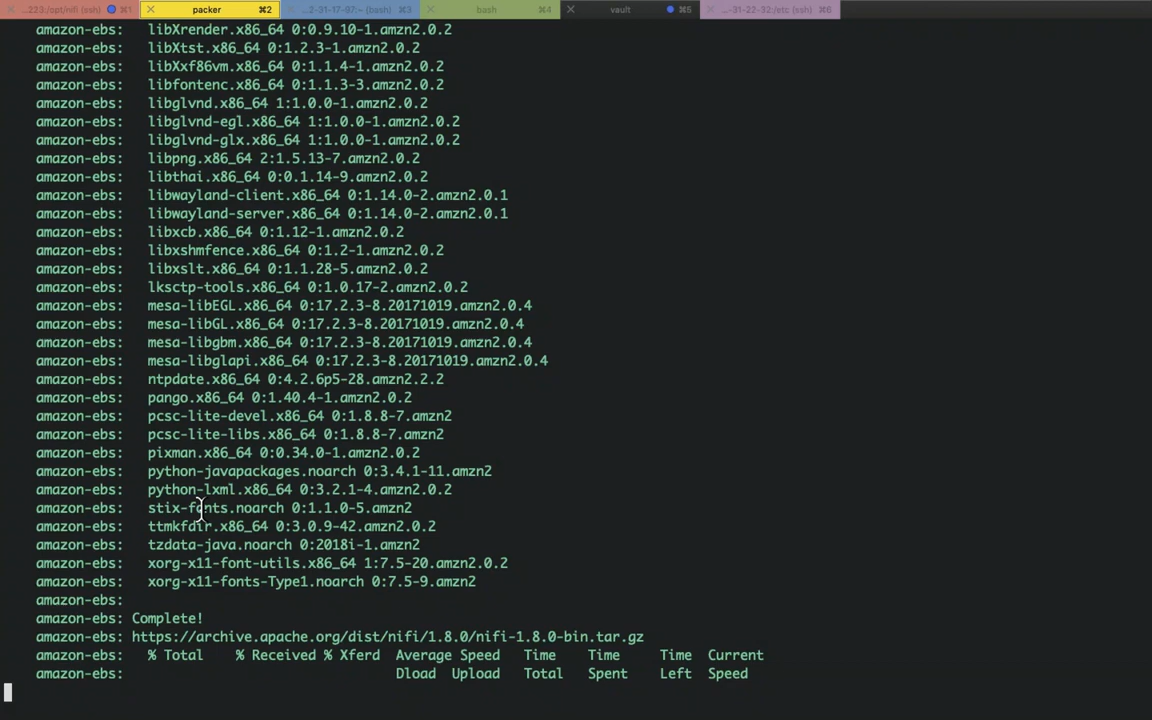 ...223:/opt/nifi (ssh) ⌘1 packer ⌘2 ...2-31-17-97:~ (bash) ⌘3 bash ⌘4 vault ⌘5 ...-31-22-32:/etc (ssh) ⌘6
amazon-ebs: libXrender.x86_64 0:0.9.10-1.amzn2.0.2
amazon-ebs: libXtst.x86_64 0:1.2.3-1.amzn2.0.2
amazon-ebs: libXxf86vm.x86_64 0:1.1.4-1.amzn2.0.2
amazon-ebs: libfontenc.x86_64 0:1.1.3-3.amzn2.0.2
amazon-ebs: libglvnd.x86_64 1:1.0.0-1.amzn2.0.2
amazon-ebs: libglvnd-egl.x86_64 1:1.0.0-1.amzn2.0.2
amazon-ebs: libglvnd-glx.x86_64 1:1.0.0-1.amzn2.0.2
amazon-ebs: libpng.x86_64 2:1.5.13-7.amzn2.0.2
amazon-ebs: libthai.x86_64 0:0.1.14-9.amzn2.0.2
amazon-ebs: libwayland-client.x86_64 0:1.14.0-2.amzn2.0.1
amazon-ebs: libwayland-server.x86_64 0:1.14.0-2.amzn2.0.1
amazon-ebs: libxcb.x86_64 0:1.12-1.amzn2.0.2
amazon-ebs: libxshmfence.x86_64 0:1.2-1.amzn2.0.2
amazon-ebs: libxslt.x86_64 0:1.1.28-5.amzn2.0.2
amazon-ebs: lksctp-tools.x86_64 0:1.0.17-2.amzn2.0.2
amazon-ebs: mesa-libEGL.x86_64 0:17.2.3-8.20171019.amzn2.0.4
amazon-ebs: mesa-libGL.x86_64 0:17.2.3-8.20171019.amzn2.0.4
amazon-ebs: mesa-libgbm.x86_64 0:17.2.3-8.20171019.amzn2.0.4
amazon-ebs: mesa-libglapi.x86_64 0:17.2.3-8.20171019.amzn2.0.4
amazon-ebs: ntpdate.x86_64 0:4.2.6p5-28.amzn2.2.2
amazon-ebs: pango.x86_64 0:1.40.4-1.amzn2.0.2
amazon-ebs: pcsc-lite-devel.x86_64 0:1.8.8-7.amzn2
amazon-ebs: pcsc-lite-libs.x86_64 0:1.8.8-7.amzn2
amazon-ebs: pixman.x86_64 0:0.34.0-1.amzn2.0.2
amazon-ebs: python-javapackages.noarch 0:3.4.1-11.amzn2
amazon-ebs: python-lxml.x86_64 0:3.2.1-4.amzn2.0.2
amazon-ebs: stix-fonts.noarch 0:1.1.0-5.amzn2
amazon-ebs: ttmkfdir.x86_64 0:3.0.9-42.amzn2.0.2
amazon-ebs: tzdata-java.noarch 0:2018i-1.amzn2
amazon-ebs: xorg-x11-font-utils.x86_64 1:7.5-20.amzn2.0.2
amazon-ebs: xorg-x11-fonts-Type1.noarch 0:7.5-9.amzn2
amazon-ebs:
amazon-ebs: Complete!
amazon-ebs: https://archive.apache.org/dist/nifi/1.8.0/nifi-1.8.0-bin.tar.gz
amazon-ebs: % Total % Received % Xferd Average Speed Time Time Time Current
amazon-ebs: Dload Upload Total Spent Left Speed